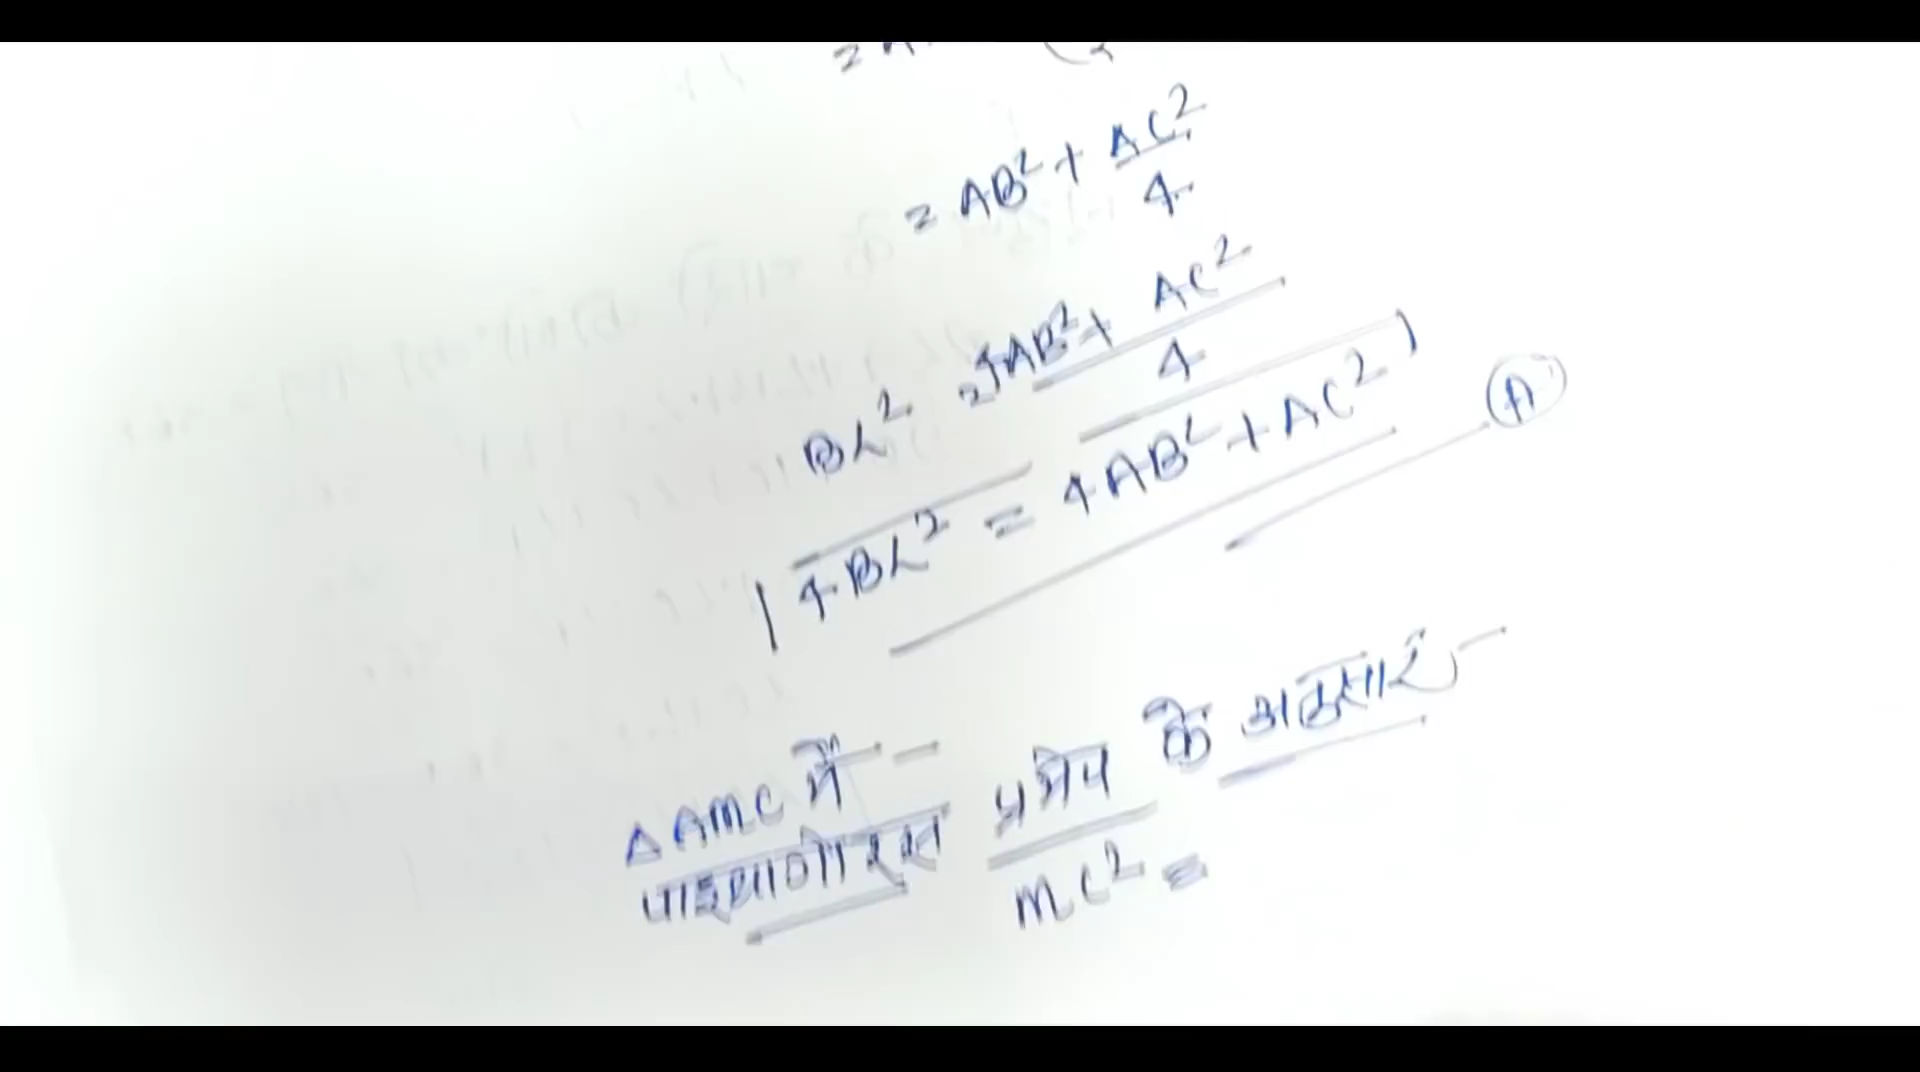 = AB² + AC²/4
BL² = 4AB² + AC²/4
4BL² = 4AB² + AC² (A)
ΔAMC में –
पाइथागोरस प्रमेय के अनुसार –
MC² =